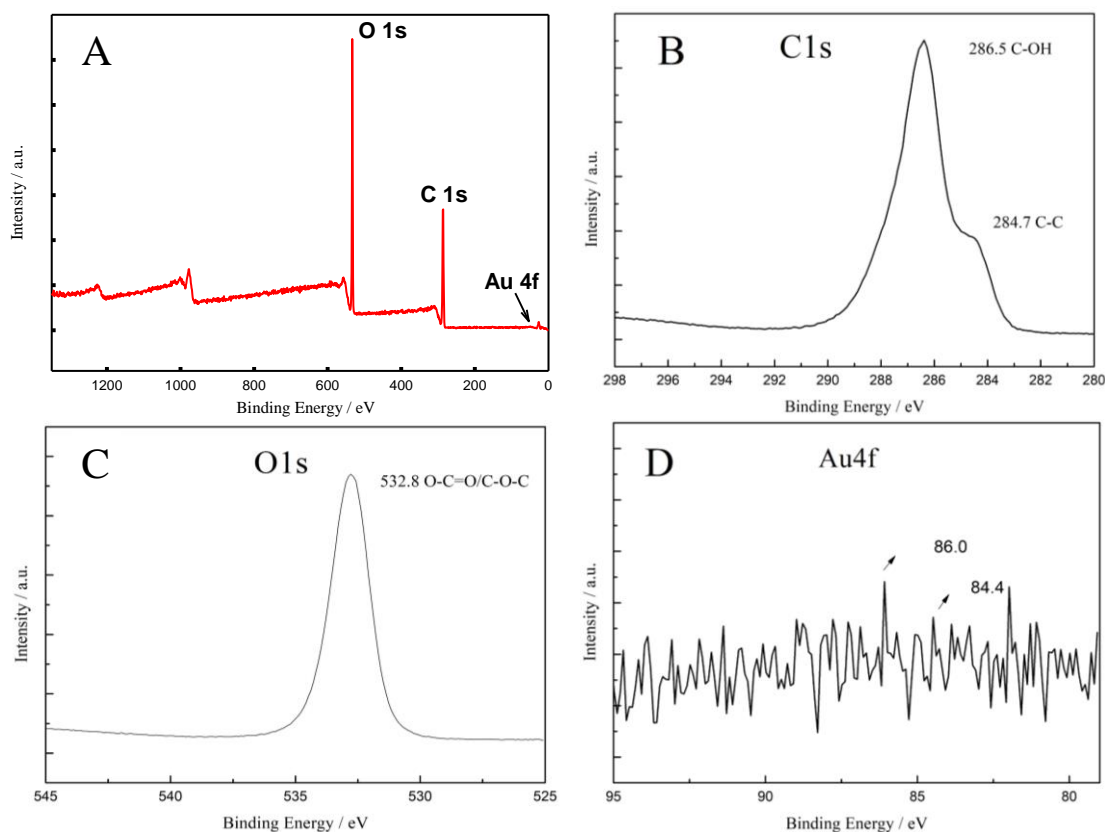 A
O 1s
C 1s
Au 4f
Intensity / a.u.
1200 1000 800 600 400 200 0
Binding Energy / eV
B
C1s
286.5 C-OH
284.7 C-C
Intensity / a.u.
298 296 294 292 290 288 286 284 282 280
Binding Energy / eV
C
O1s
532.8 O-C=O/C-O-C
Intensity / a.u.
545 540 535 530 525
Binding Energy / eV
D
Au4f
86.0
84.4
Intensity / a.u.
95 90 85 80
Binding Energy / eV